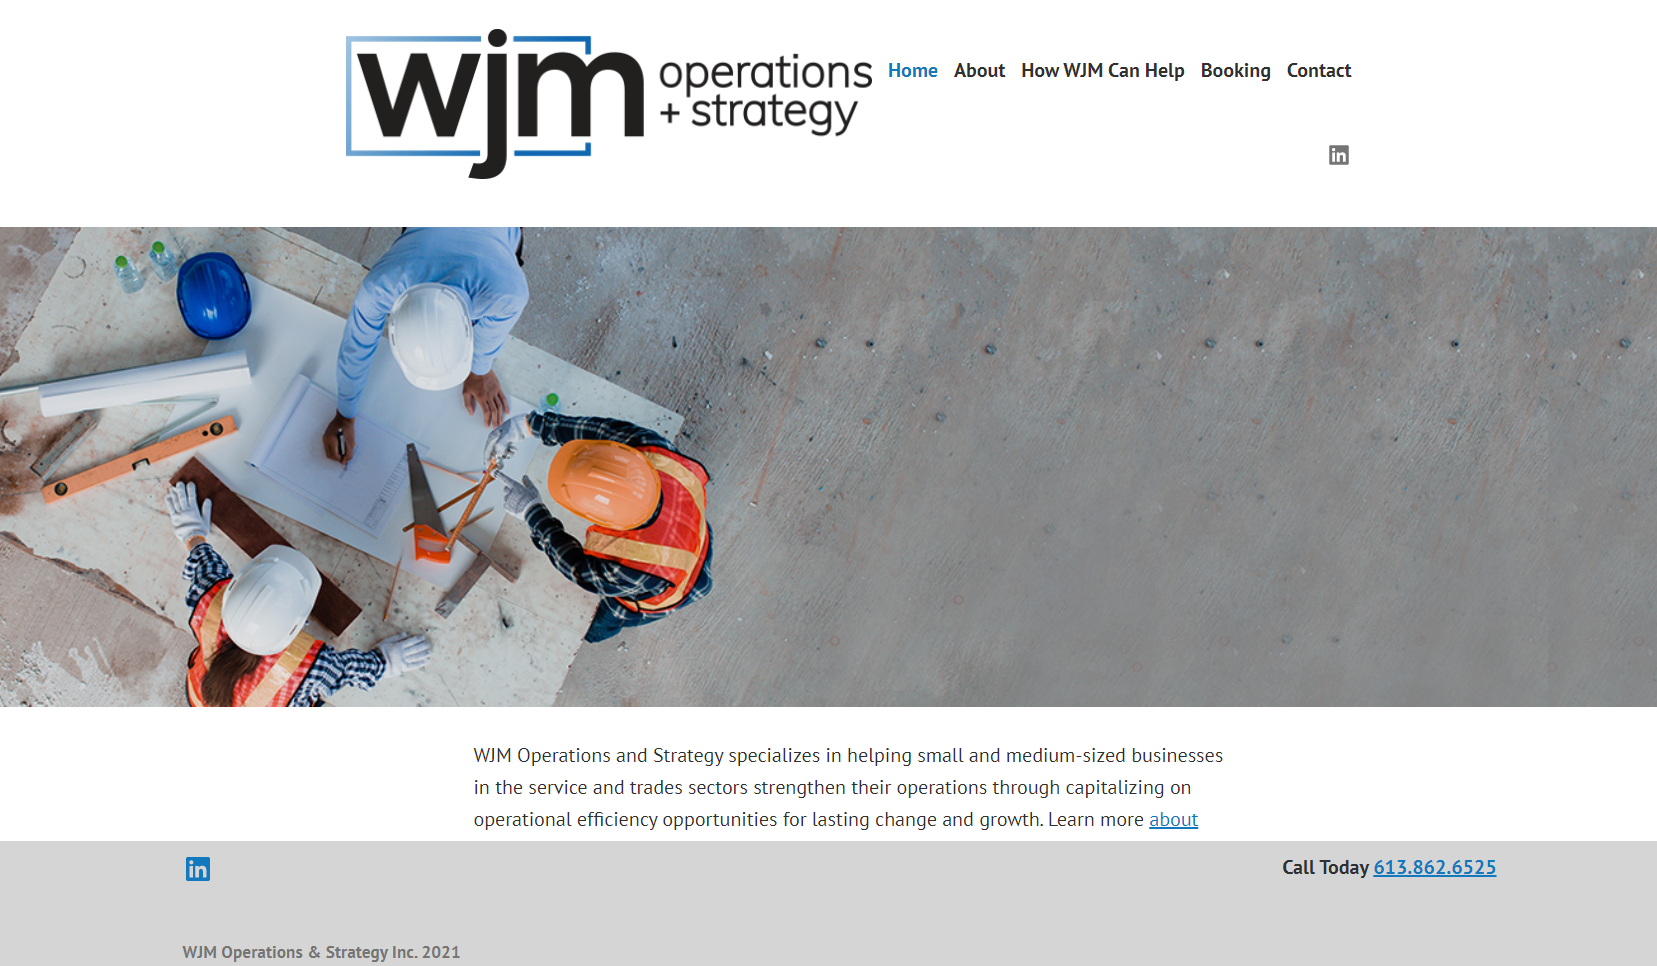 wjm operations
+ strategy
Home About How WJM Can Help Booking Contact
in
WJM Operations and Strategy specializes in helping small and medium-sized businesses
in the service and trades sectors strengthen their operations through capitalizing on
operational efficiency opportunities for lasting change and growth. Learn more about
in
Call Today 613.862.6525
WJM Operations & Strategy Inc. 2021